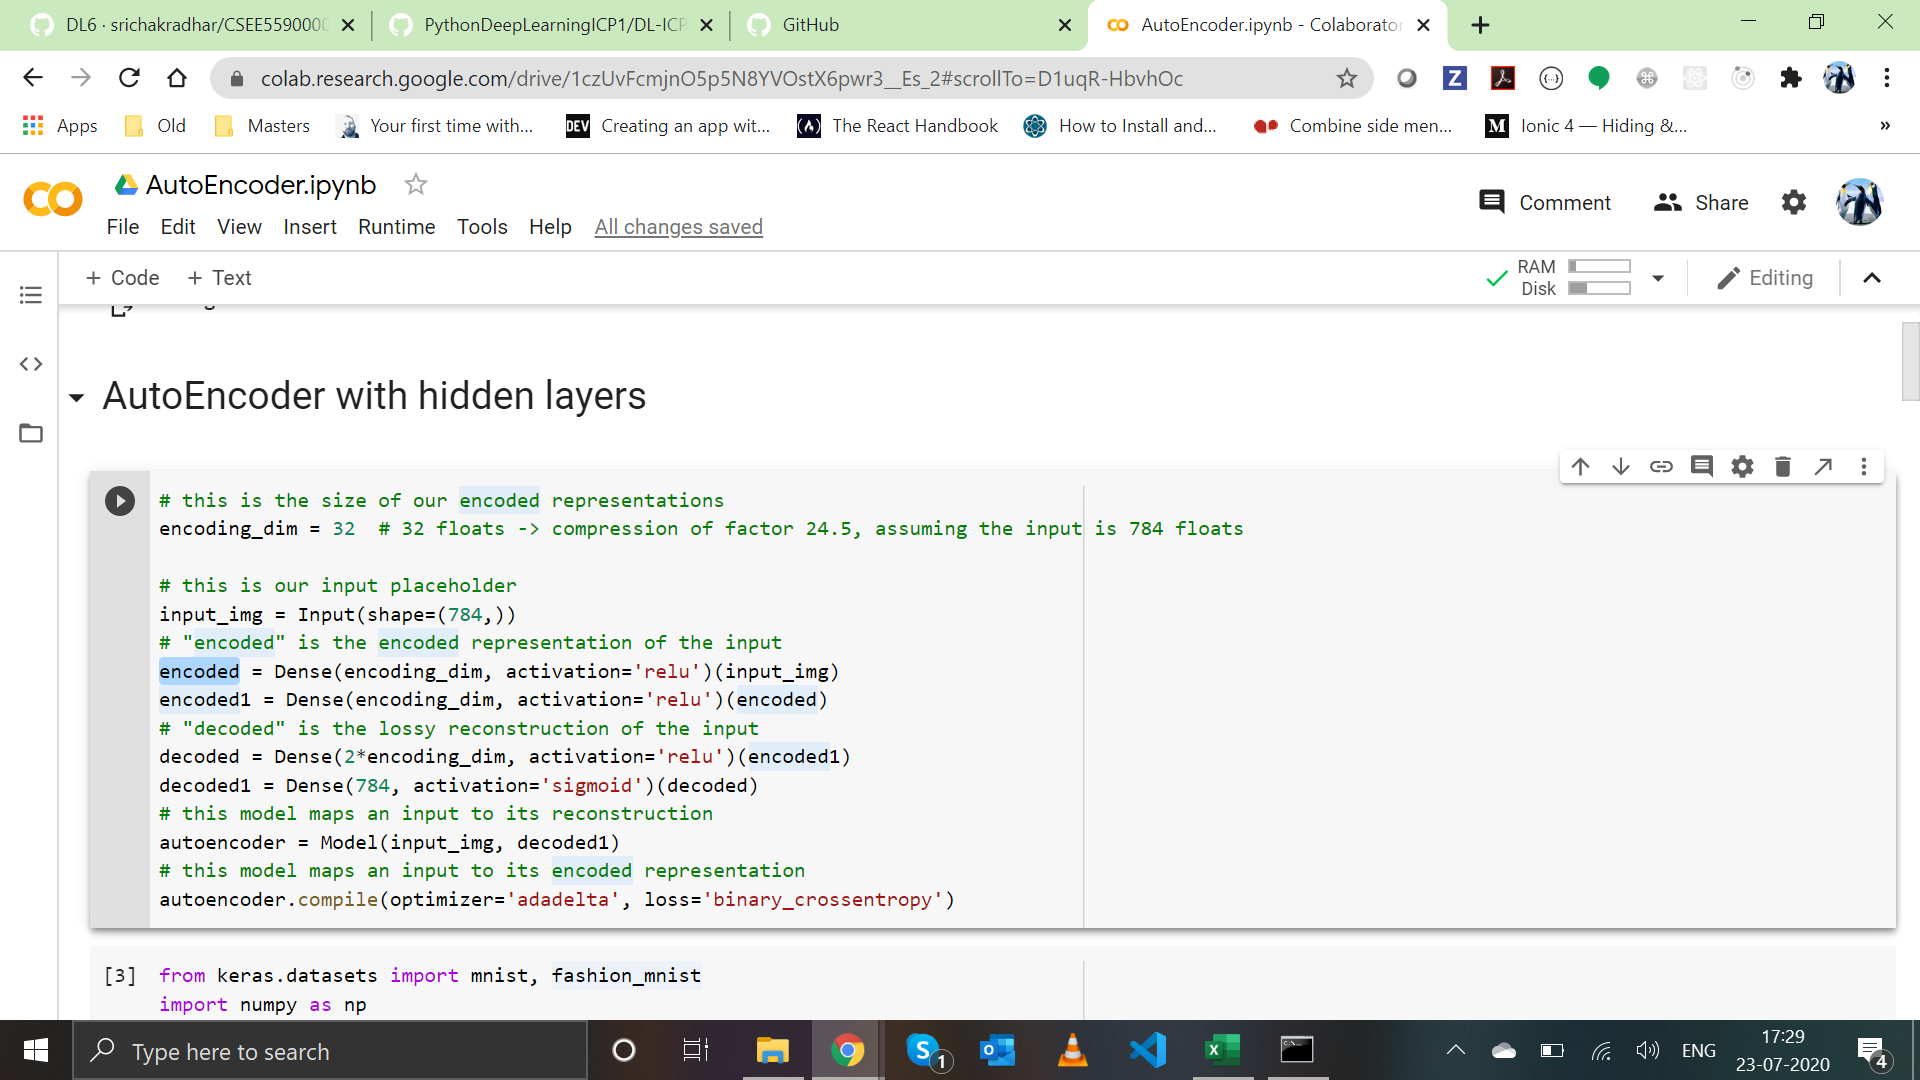 DL6 · srichakradhar/CSEE5590000
PythonDeepLearningICP1/DL-ICP
GitHub
AutoEncoder.ipynb - Colaborator
colab.research.google.com/drive/1czUvFcmjnO5p5N8YVOstX6pwr3__Es_2#scrollTo=D1uqR-HbvhOc
Apps Old Masters Your first time with... DEV Creating an app wit... (A) The React Handbook How to Install and... Combine side men... M Ionic 4 — Hiding &... »
AutoEncoder.ipynb
Comment Share
File Edit View Insert Runtime Tools Help All changes saved
+ Code + Text
RAM
Disk
Editing
AutoEncoder with hidden layers
# this is the size of our encoded representations
encoding_dim = 32  # 32 floats -> compression of factor 24.5, assuming the input is 784 floats
# this is our input placeholder
input_img = Input(shape=(784,))
# "encoded" is the encoded representation of the input
encoded = Dense(encoding_dim, activation='relu')(input_img)
encoded1 = Dense(encoding_dim, activation='relu')(encoded)
# "decoded" is the lossy reconstruction of the input
decoded = Dense(2*encoding_dim, activation='relu')(encoded1)
decoded1 = Dense(784, activation='sigmoid')(decoded)
# this model maps an input to its reconstruction
autoencoder = Model(input_img, decoded1)
# this model maps an input to its encoded representation
autoencoder.compile(optimizer='adadelta', loss='binary_crossentropy')
[3] from keras.datasets import mnist, fashion_mnist
import numpy as np
Type here to search
S 1
ENG
17:29
23-07-2020
4